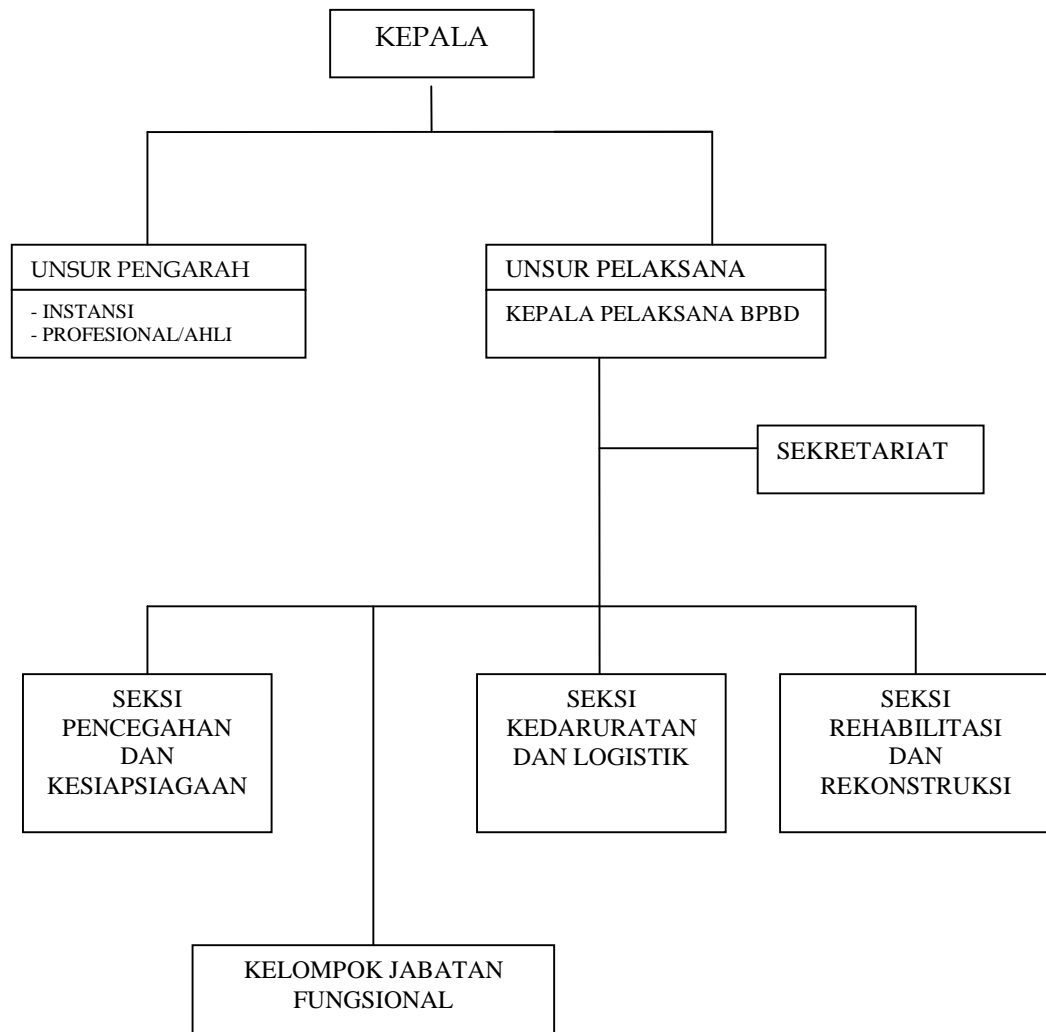 KEPALA
UNSUR PENGARAH
- INSTANSI
- PROFESIONAL/AHLI
UNSUR PELAKSANA
KEPALA PELAKSANA BPBD
SEKRETARIAT
SEKSI
PENCEGAHAN
DAN
KESIAPSIAGAAN
SEKSI
KEDARURATAN
DAN LOGISTIK
SEKSI
REHABILITASI
DAN
REKONSTRUKSI
KELOMPOK JABATAN
FUNGSIONAL